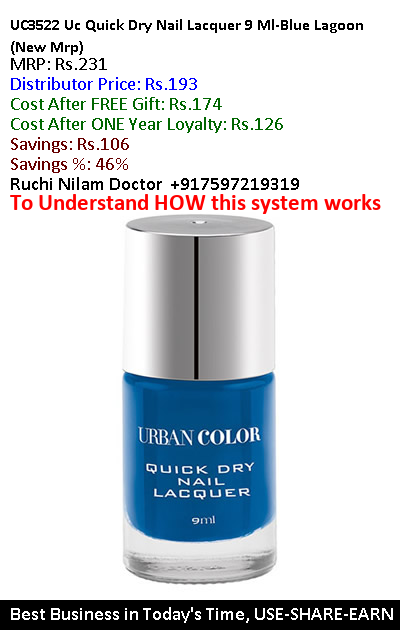 UC3522 Uc Quick Dry Nail Lacquer 9 Ml-Blue Lagoon
(New Mrp)
MRP: Rs.231
Distributor Price: Rs.193
Cost After FREE Gift: Rs.174
Cost After ONE Year Loyalty: Rs.126
Savings: Rs.106
Savings %: 46%
Ruchi Nilam Doctor +917597219319
To Understand HOW this system works
URBAN COLOR
QUICK DRY
NAIL
LACQUER
9ml
Best Business in Today's Time, USE-SHARE-EARN